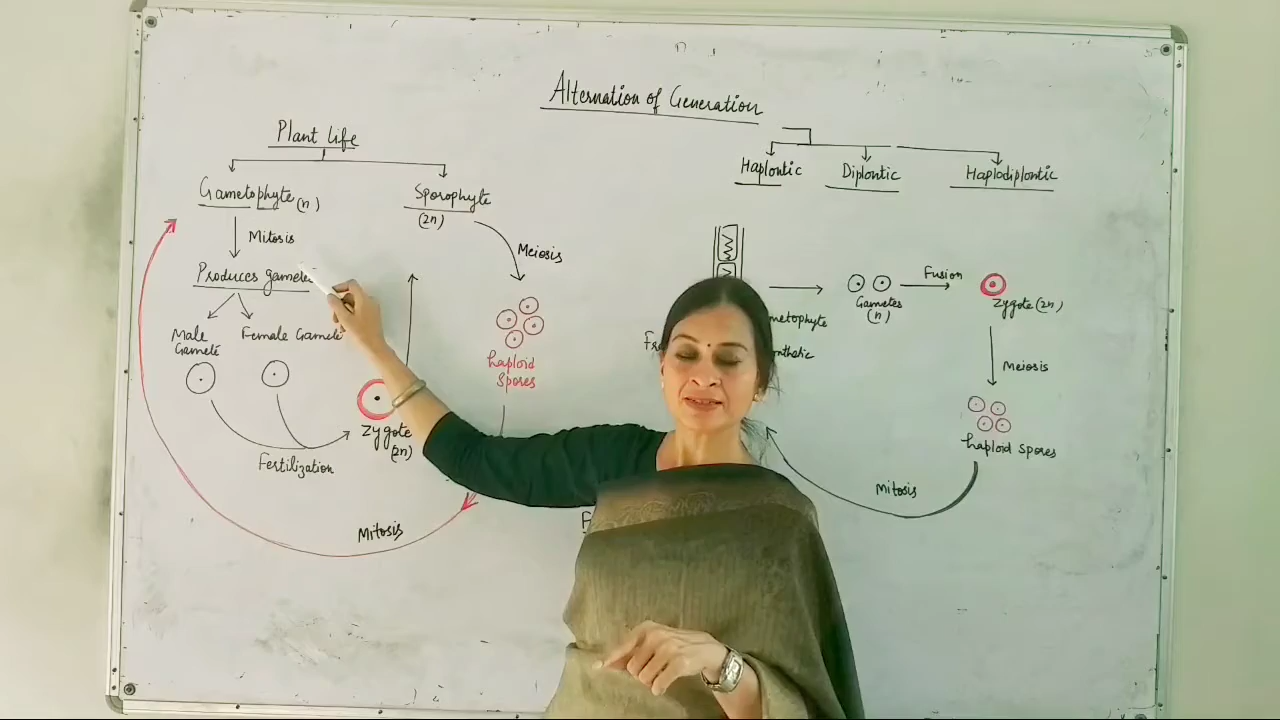 Alternation of Generation
Plant life
Gametophyte (n)
Mitosis
Produces
Male
Gamete
Female Gamete
Fertilization
Zygote
(2n)
Sporophyte
(2n)
Meiosis
haploid
Spores
Mitosis
Haplontic
Diplontic
Haplodiplontic
Gametes
(n)
Fusion
Zygote (2n)
Meiosis
haploid spores
Mitosis